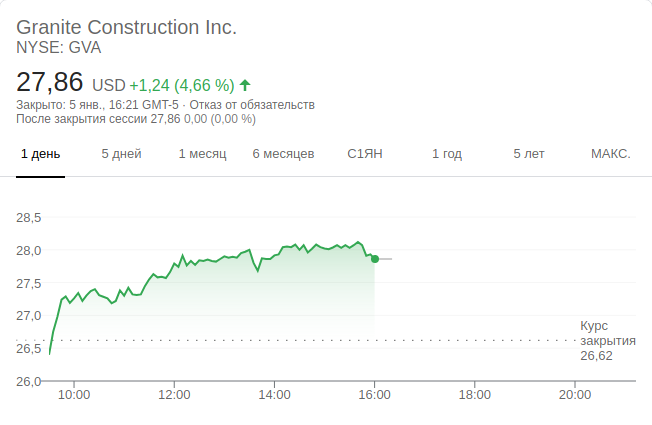 Granite Construction Inc.
NYSE: GVA
27,86 USD +1,24 (4,66 %)
Закрыто: 5 янв., 16:21 GMT-5 · Отказ от обязательств
После закрытия сессии 27,86 0,00 (0,00 %)
1 день 5 дней 1 месяц 6 месяцев С1ЯН 1 год 5 лет МАКС.
28,5
28,0
27,5
27,0
26,5
26,0
Курс
закрытия
26,62
10:00 12:00 14:00 16:00 18:00 20:00